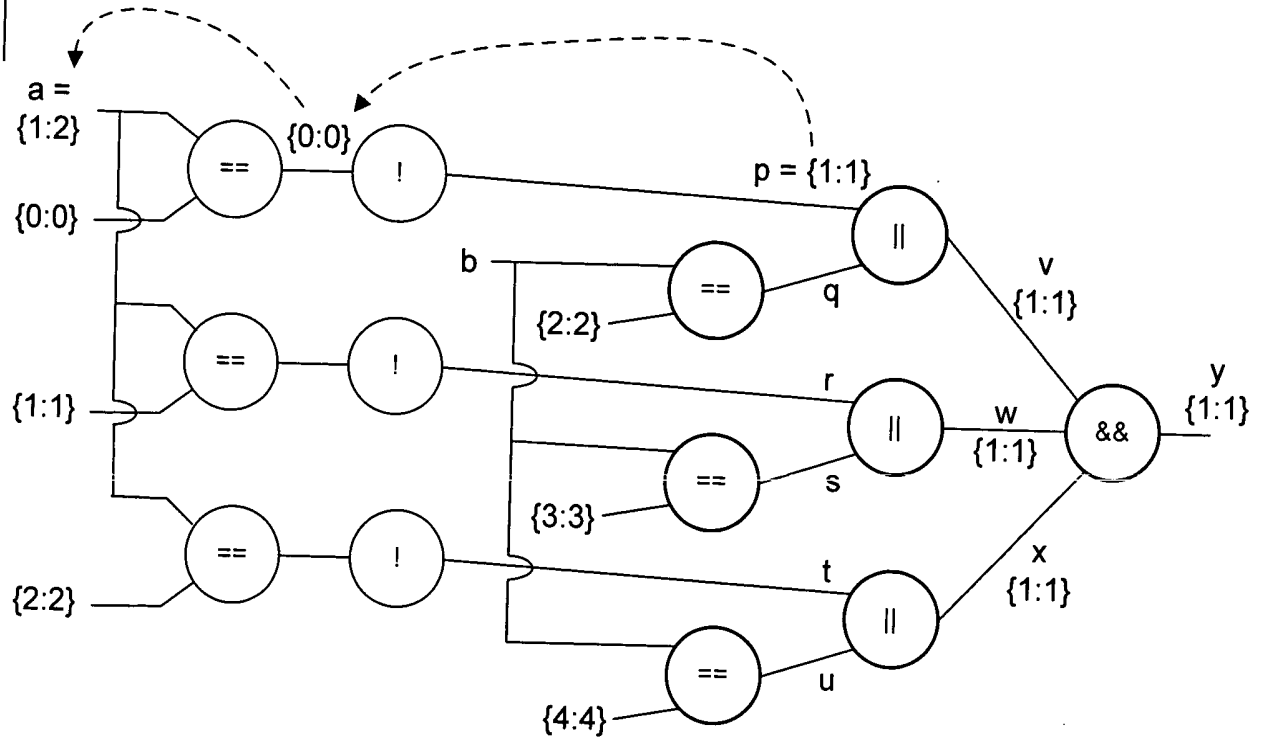 a =
{1:2}
{0:0}
==
{0:0}
!
p = {1:1}
||
b
==
q
{2:2}
v
{1:1}
{1:1}
==
!
r
||
w
{1:1}
&&
y
{1:1}
==
s
{3:3}
{2:2}
==
!
t
||
x
{1:1}
==
u
{4:4}